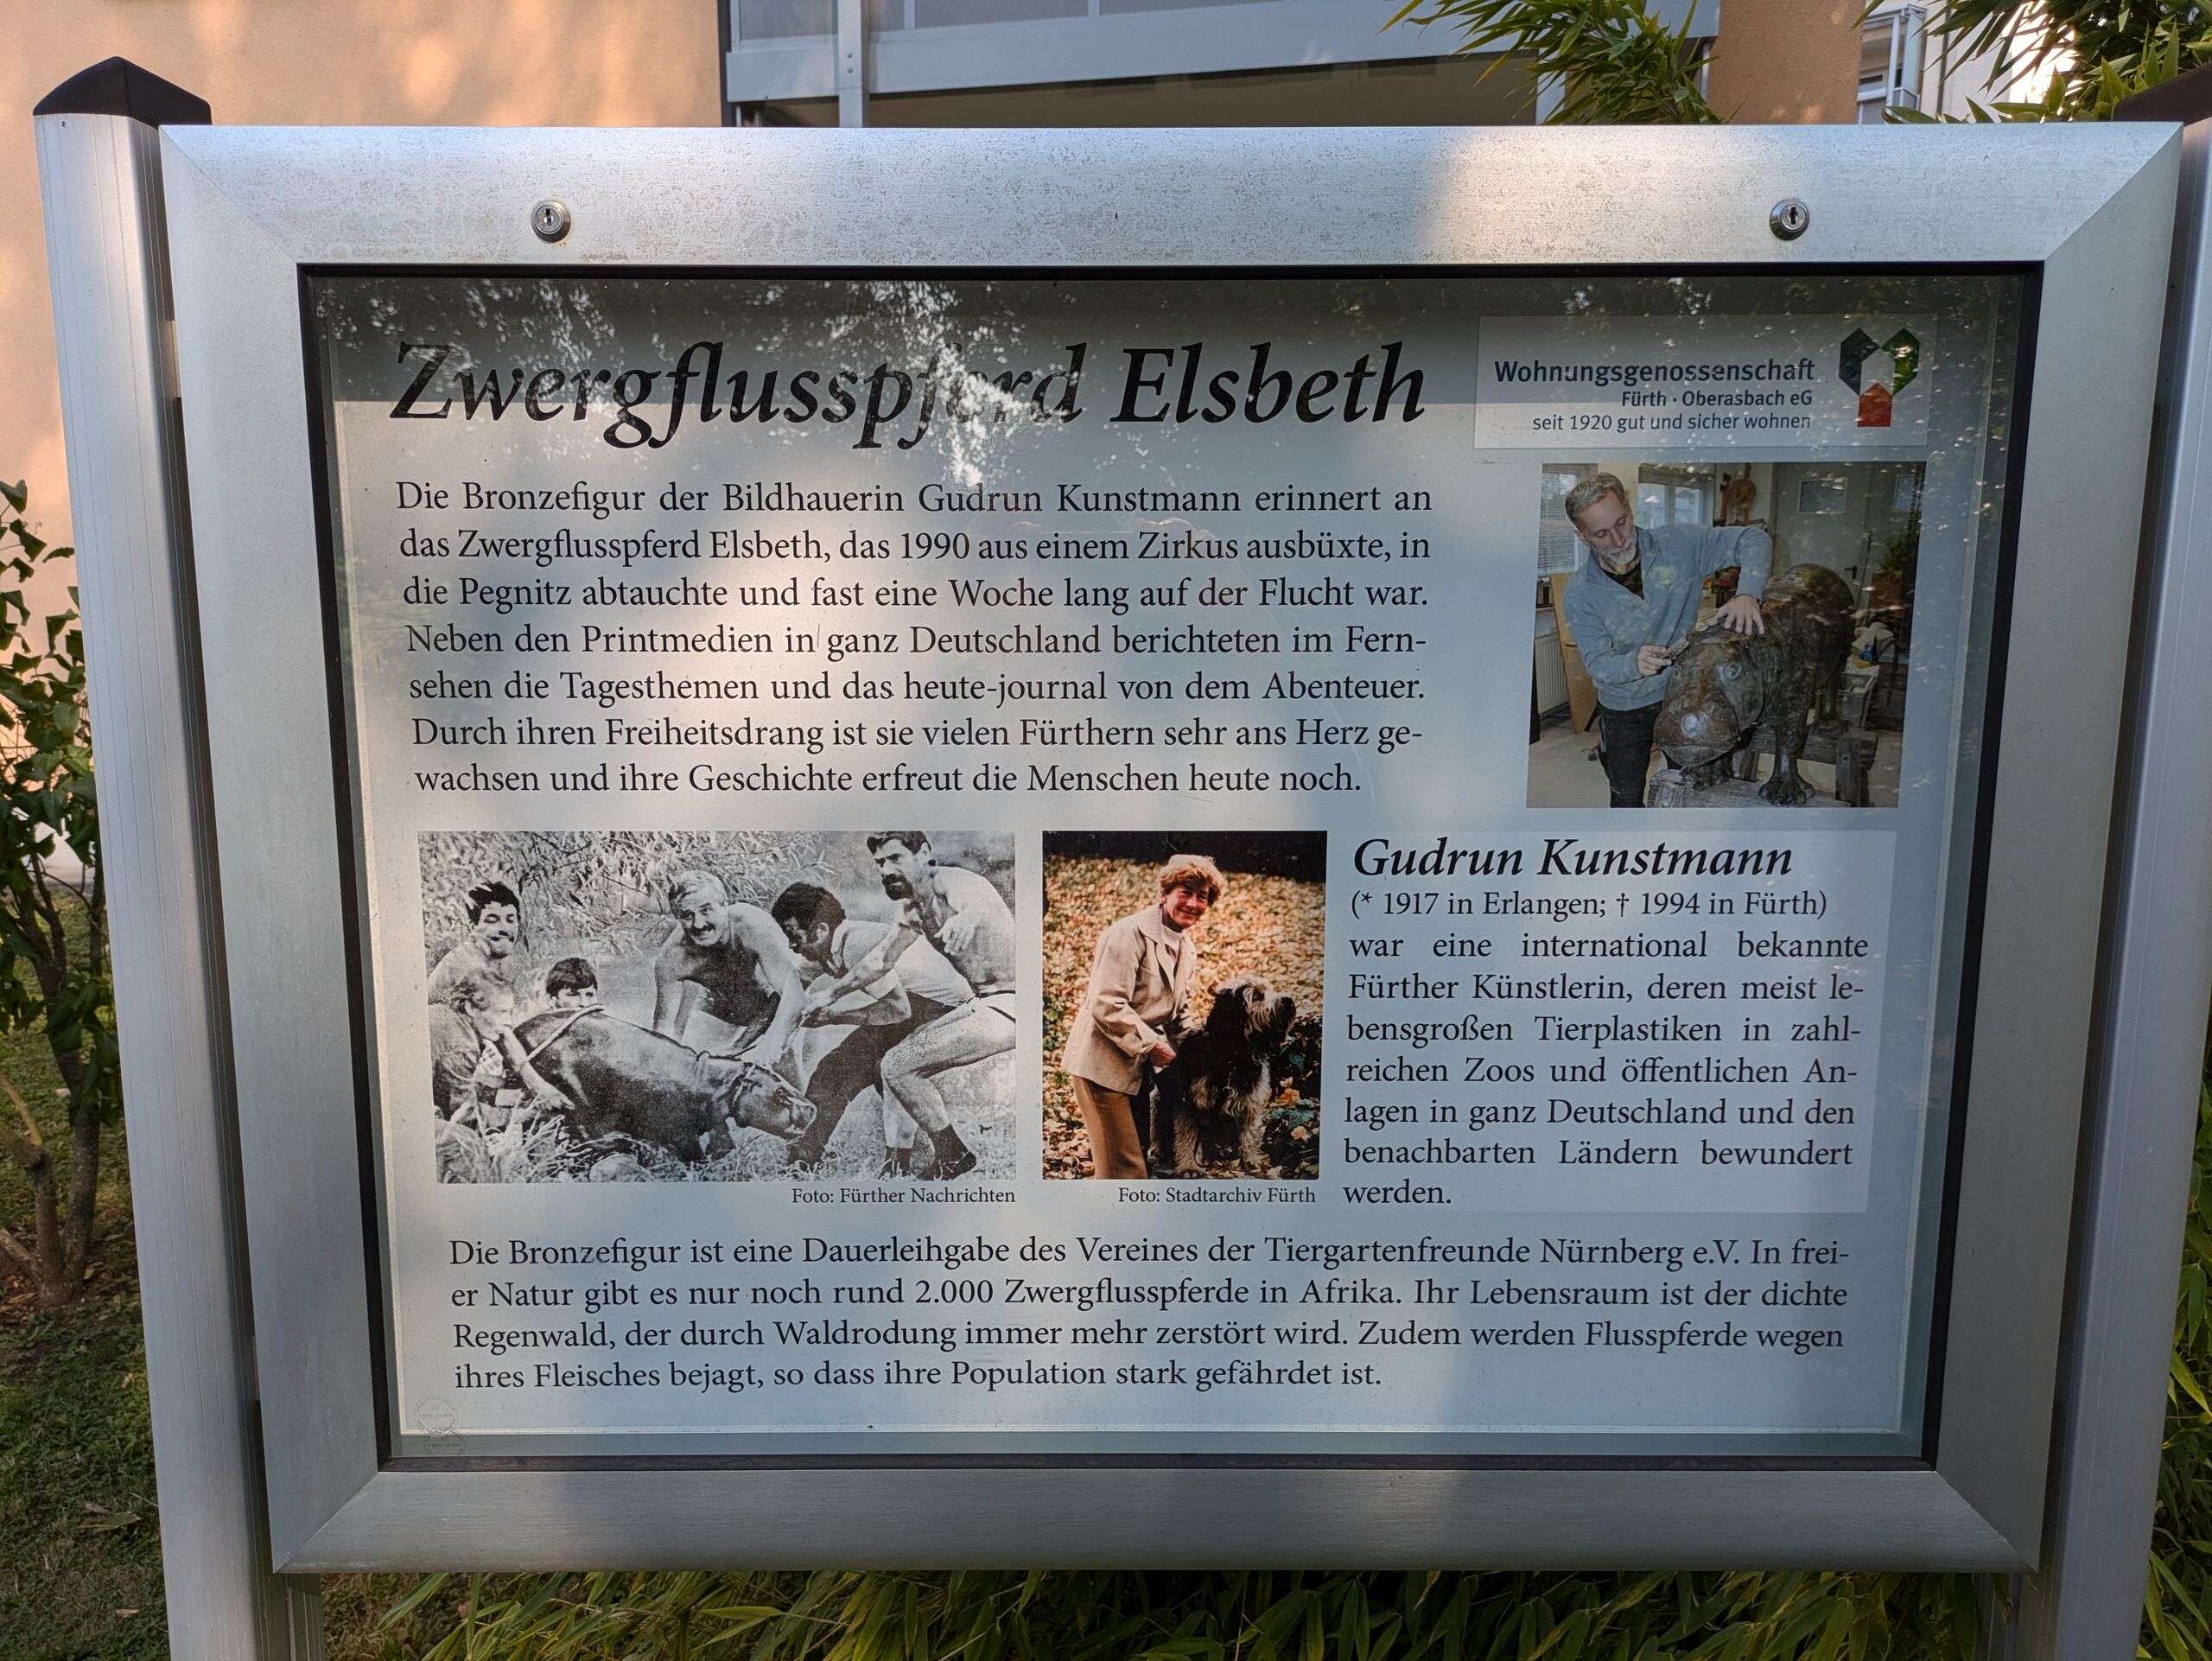 Zwergflusspferd Elsbeth
Wohnungsgenossenschaft
Fürth · Oberasbach eG
seit 1920 gut und sicher wohnen
Die Bronzefigur der Bildhauerin Gudrun Kunstmann erinnert an
das Zwergflusspferd Elsbeth, das 1990 aus einem Zirkus ausbüxte, in
die Pegnitz abtauchte und fast eine Woche lang auf der Flucht war.
Neben den Printmedien in ganz Deutschland berichteten im Fern-
sehen die Tagesthemen und das heute-journal von dem Abenteuer.
Durch ihren Freiheitsdrang ist sie vielen Fürthern sehr ans Herz ge-
wachsen und ihre Geschichte erfreut die Menschen heute noch.
Foto: Fürther Nachrichten
Foto: Stadtarchiv Fürth
Gudrun Kunstmann
(* 1917 in Erlangen; † 1994 in Fürth)
war eine international bekannte
Fürther Künstlerin, deren meist le-
bensgroßen Tierplastiken in zahl-
reichen Zoos und öffentlichen An-
lagen in ganz Deutschland und den
benachbarten Ländern bewundert
werden.
Die Bronzefigur ist eine Dauerleihgabe des Vereines der Tiergartenfreunde Nürnberg e.V. In frei-
er Natur gibt es nur noch rund 2.000 Zwergflusspferde in Afrika. Ihr Lebensraum ist der dichte
Regenwald, der durch Waldrodung immer mehr zerstört wird. Zudem werden Flusspferde wegen
ihres Fleisches bejagt, so dass ihre Population stark gefährdet ist.